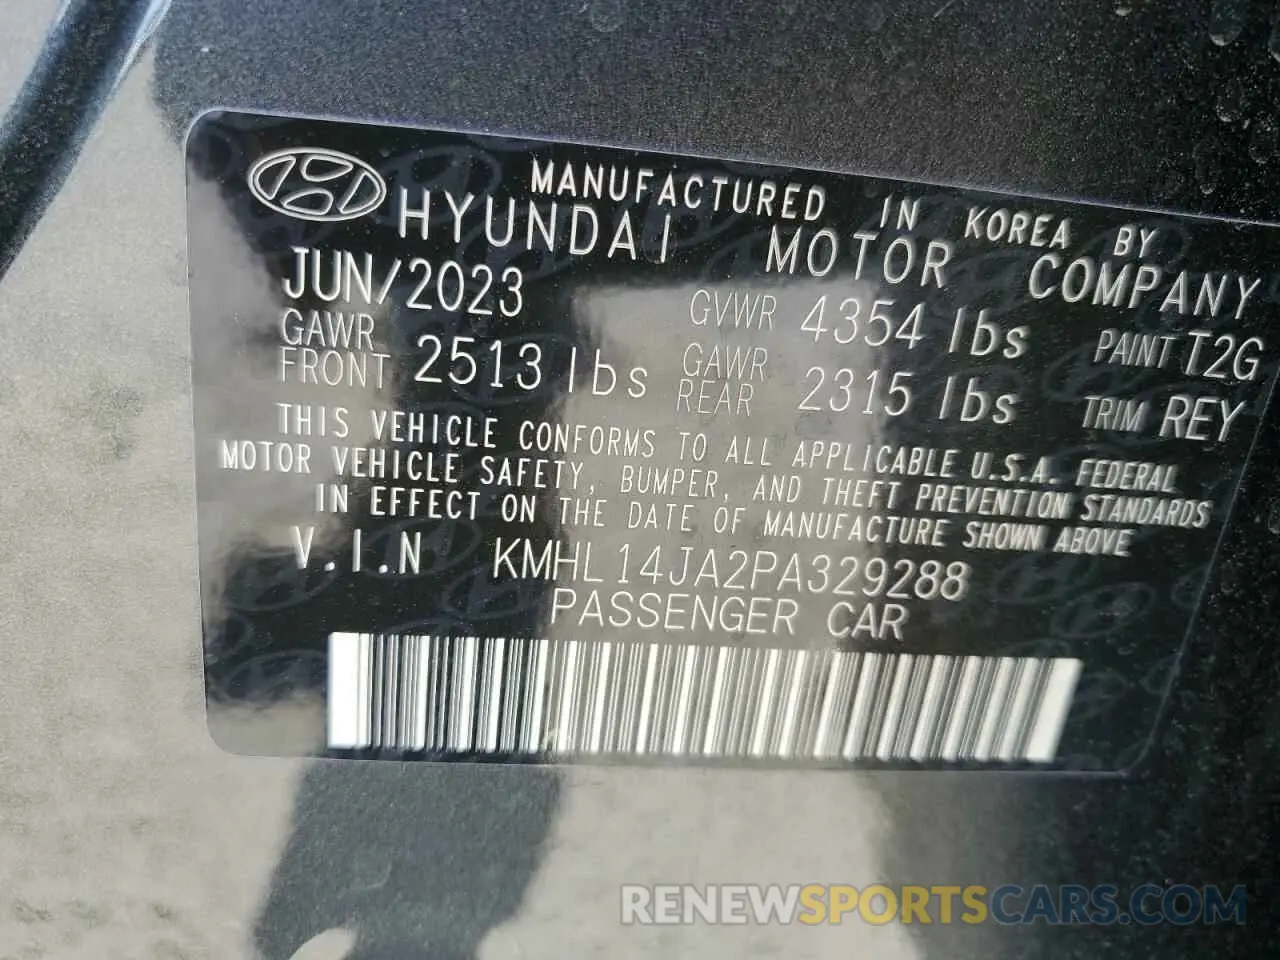 MANUFACTURED IN KOREA BY
HYUNDAI MOTOR COMPANY
JUN/2023 GVWR 4354 lbs PAINT T2G
GAWR FRONT 2513 lbs GAWR REAR 2315 lbs TRIM REY
THIS VEHICLE CONFORMS TO ALL APPLICABLE U.S.A. FEDERAL
MOTOR VEHICLE SAFETY, BUMPER, AND THEFT PREVENTION STANDARDS
IN EFFECT ON THE DATE OF MANUFACTURE SHOWN ABOVE
V.I.N KMHL14JA2PA329288
PASSENGER CAR
RENEWSPORTSCARS.COM